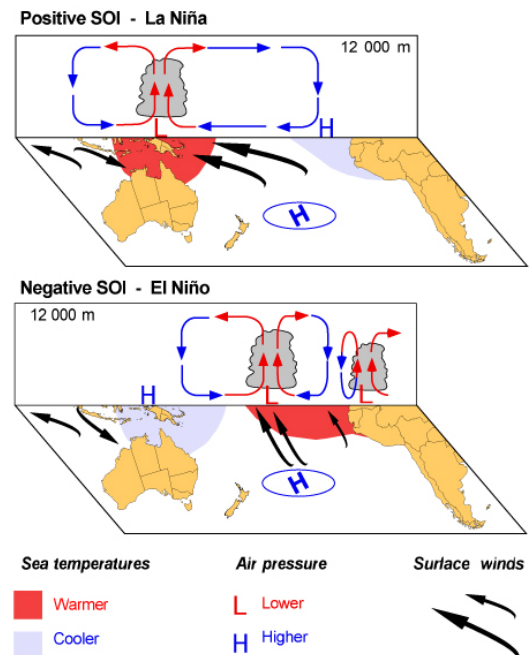 Positive SOI - La Niña
12 000 m
L
H
H
Negative SOI - El Niño
12 000 m
H
L
L
H
Sea temperatures
Air pressure
Surface winds
Warmer
L Lower
Cooler
H Higher